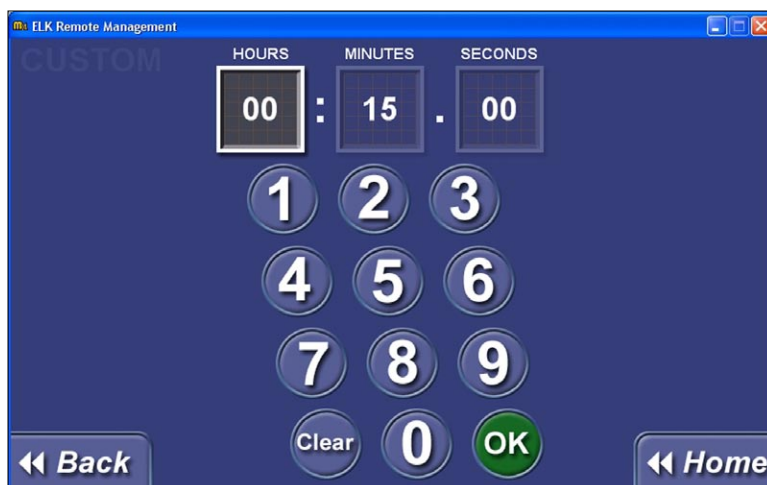 ELK Remote Management
CUSTOM
HOURS MINUTES SECONDS
00 : 15 . 00
1 2 3
4 5 6
7 8 9
Clear 0 OK
Back Home